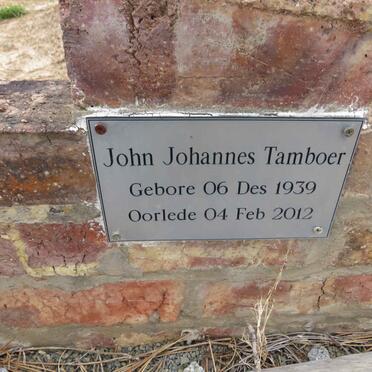 John Johannes Tamboer
Gebore 06 Des 1939
Oorlede 04 Feb 2012